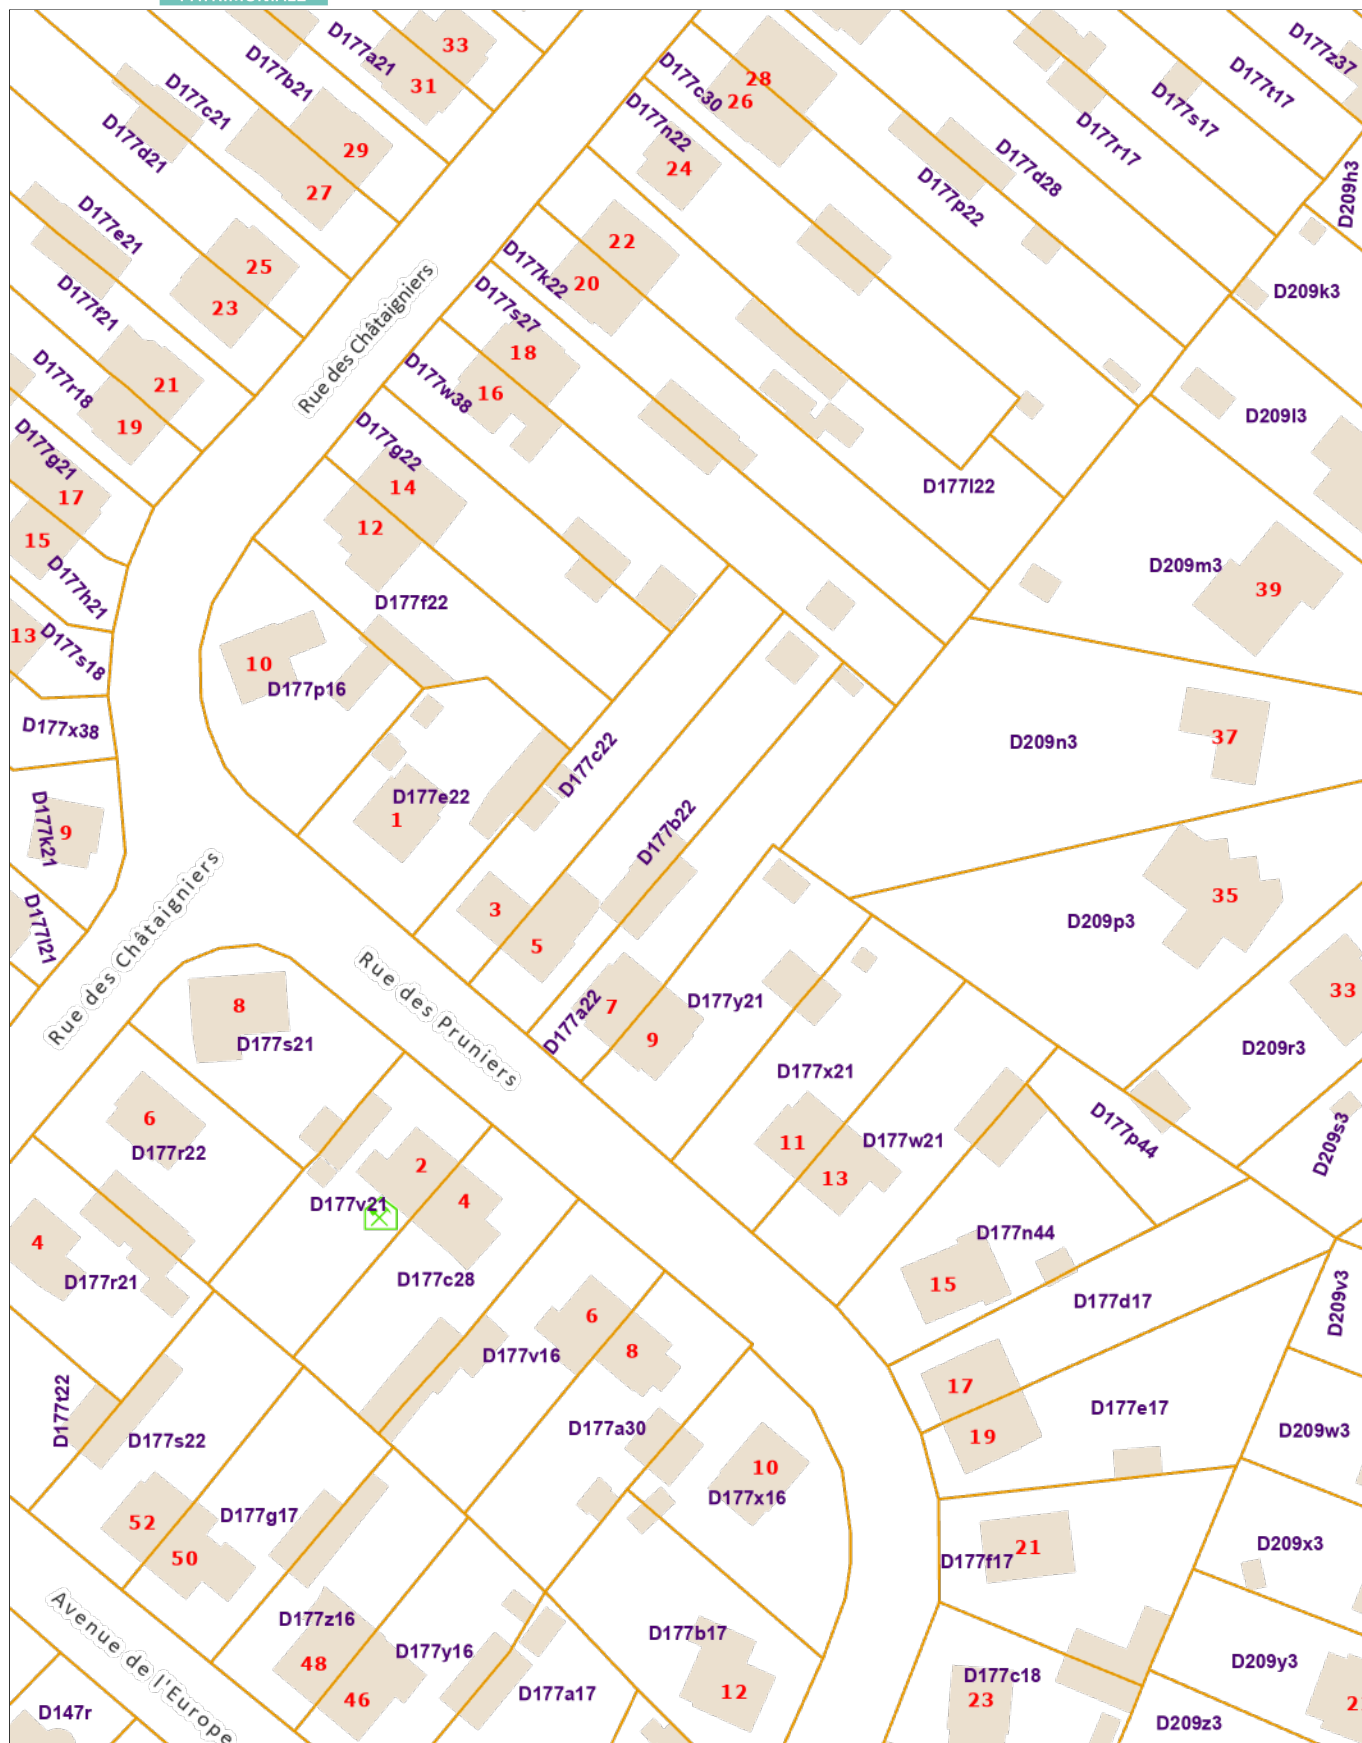 33
D177a21
D177z37
D177b21
D177t17
31
D177c30
28
D177c21
26
D177s17
D177n22
D177r17
D177d21
29
24
D177d28
D209h3
27
D177p22
D177e21
22
25
D177k22
20
D209k3
D177f21
D177s27
23
Rue des Châtaigniers
18
D177r18
21
D177w38
16
D209l3
19
D177g21
D177g22
17
14
D177l22
15
12
D177h21
D209m3
39
D177f22
13
D177s18
10
D177p16
D177x38
D209n3
37
D177c22
D177k21
D177e22
9
1
D177b22
Rue des Châtaigniers
35
3
D209p3
D177l21
5
Rue des Pruniers
33
D177a22
7
D177y21
8
9
D177s21
D209r3
D177x21
6
D177r22
D177p44
D209s3
11
D177w21
2
13
4
D177v21
D177n44
4
D177r21
D177c28
15
D177d17
D209v3
6
8
D177v16
17
D177t22
D177e17
D177a30
19
D209w3
D177s22
10
D177x16
52
D177g17
50
21
D177f17
D209x3
D177z16
D177b17
48
D177y16
D209y3
Avenue de l'Europe
D177c18
46
D177a17
12
23
2
D147r
D209z3